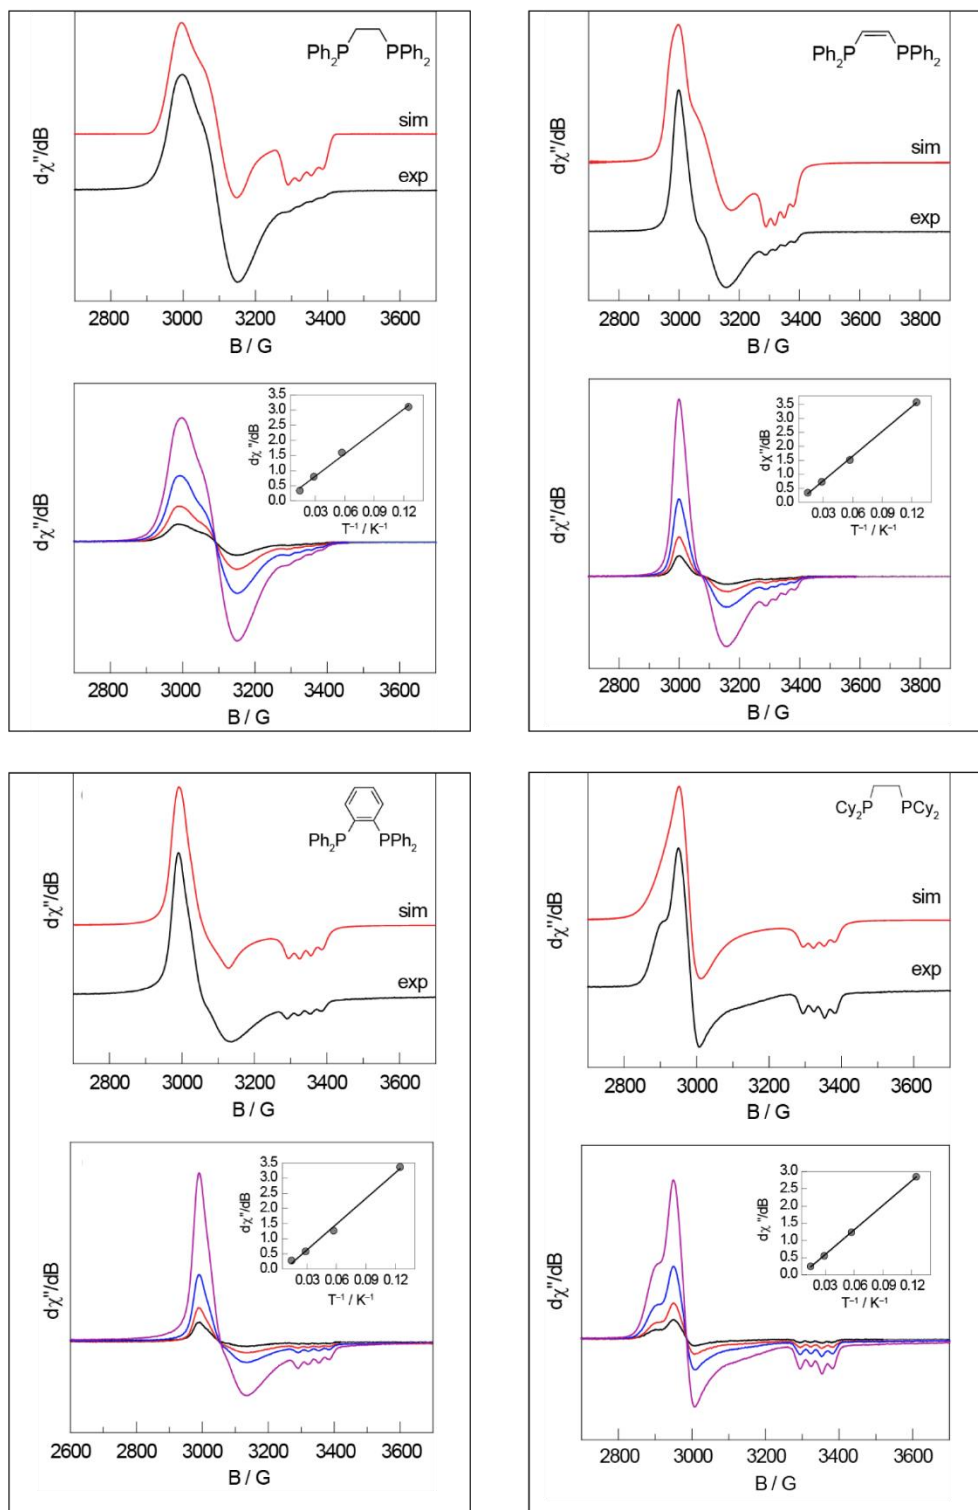 Ph₂P PPh₂
sim
exp
dχ"/dB
2800 3000 3200 3400 3600
B / G
3.5
3.0
2.5
2.0
1.5
1.0
0.5
0.0
dχ"/dB
0.03 0.06 0.09 0.12
T⁻¹ / K⁻¹
dχ"/dB
2800 3000 3200 3400 3600
B / G
Ph₂P PPh₂
sim
exp
dχ"/dB
2800 3000 3200 3400 3600 3800
B / G
3.5
3.0
2.5
2.0
1.5
1.0
0.5
0.0
dχ"/dB
0.03 0.06 0.09 0.12
T⁻¹ / K⁻¹
dχ"/dB
2800 3000 3200 3400 3600 3800
B / G
Ph₂P PPh₂
sim
exp
dχ"/dB
2800 3000 3200 3400 3600
B / G
3.5
3.0
2.5
2.0
1.5
1.0
0.5
0.0
dχ"/dB
0.03 0.06 0.09 0.12
T⁻¹ / K⁻¹
dχ"/dB
2600 2800 3000 3200 3400 3600
B / G
Cy₂P PCy₂
sim
exp
dχ"/dB
2800 3000 3200 3400 3600
B / G
3.0
2.5
2.0
1.5
1.0
0.5
0.0
dχ"/dB
0.03 0.06 0.09 0.12
T⁻¹ / K⁻¹
dχ"/dB
2800 3000 3200 3400 3600
B / G